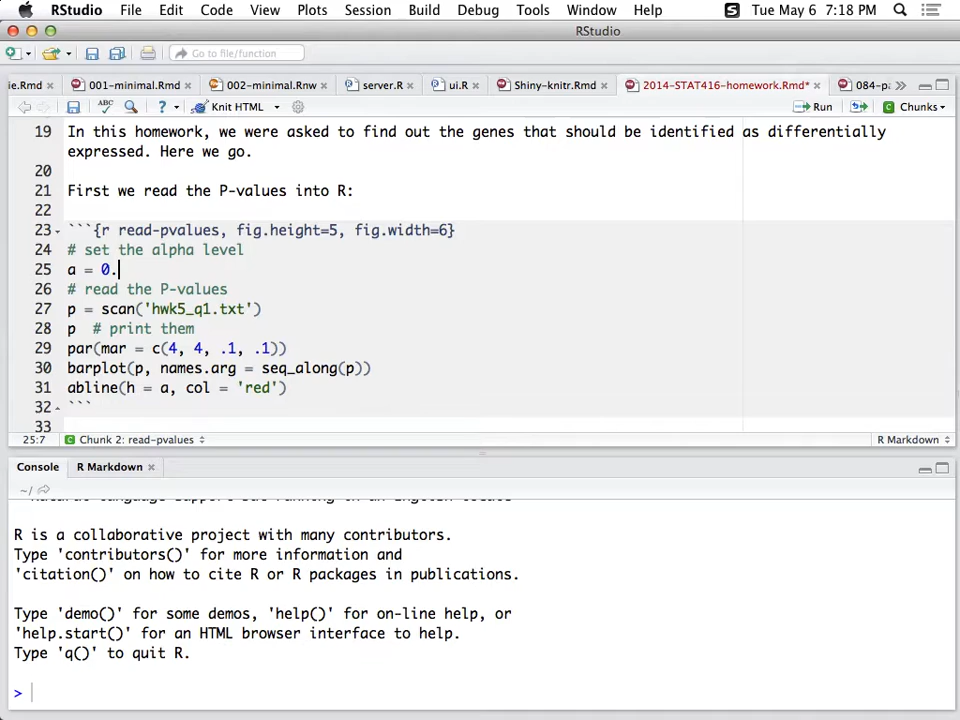 RStudio File Edit Code View Plots Session Build Debug Tools Window Help S Tue May 6 7:18 PM
RStudio
Go to file/function
ie.Rmd 001-minimal.Rmd 002-minimal.Rnw server.R ui.R Shiny-knitr.Rmd 2014-STAT416-homework.Rmd* 084-p
ABC ? Knit HTML Run Chunks
19 In this homework, we were asked to find out the genes that should be identified as differentially
expressed. Here we go.
20
21 First we read the P-values into R:
22
23 ```{r read-pvalues, fig.height=5, fig.width=6}
24 # set the alpha level
25 a = 0.
26 # read the P-values
27 p = scan('hwk5_q1.txt')
28 p  # print them
29 par(mar = c(4, 4, .1, .1))
30 barplot(p, names.arg = seq_along(p))
31 abline(h = a, col = 'red')
32 ```
33
25:7 C Chunk 2: read-pvalues R Markdown
Console R Markdown
~/
R is a collaborative project with many contributors.
Type 'contributors()' for more information and
'citation()' on how to cite R or R packages in publications.
Type 'demo()' for some demos, 'help()' for on-line help, or
'help.start()' for an HTML browser interface to help.
Type 'q()' to quit R.
>